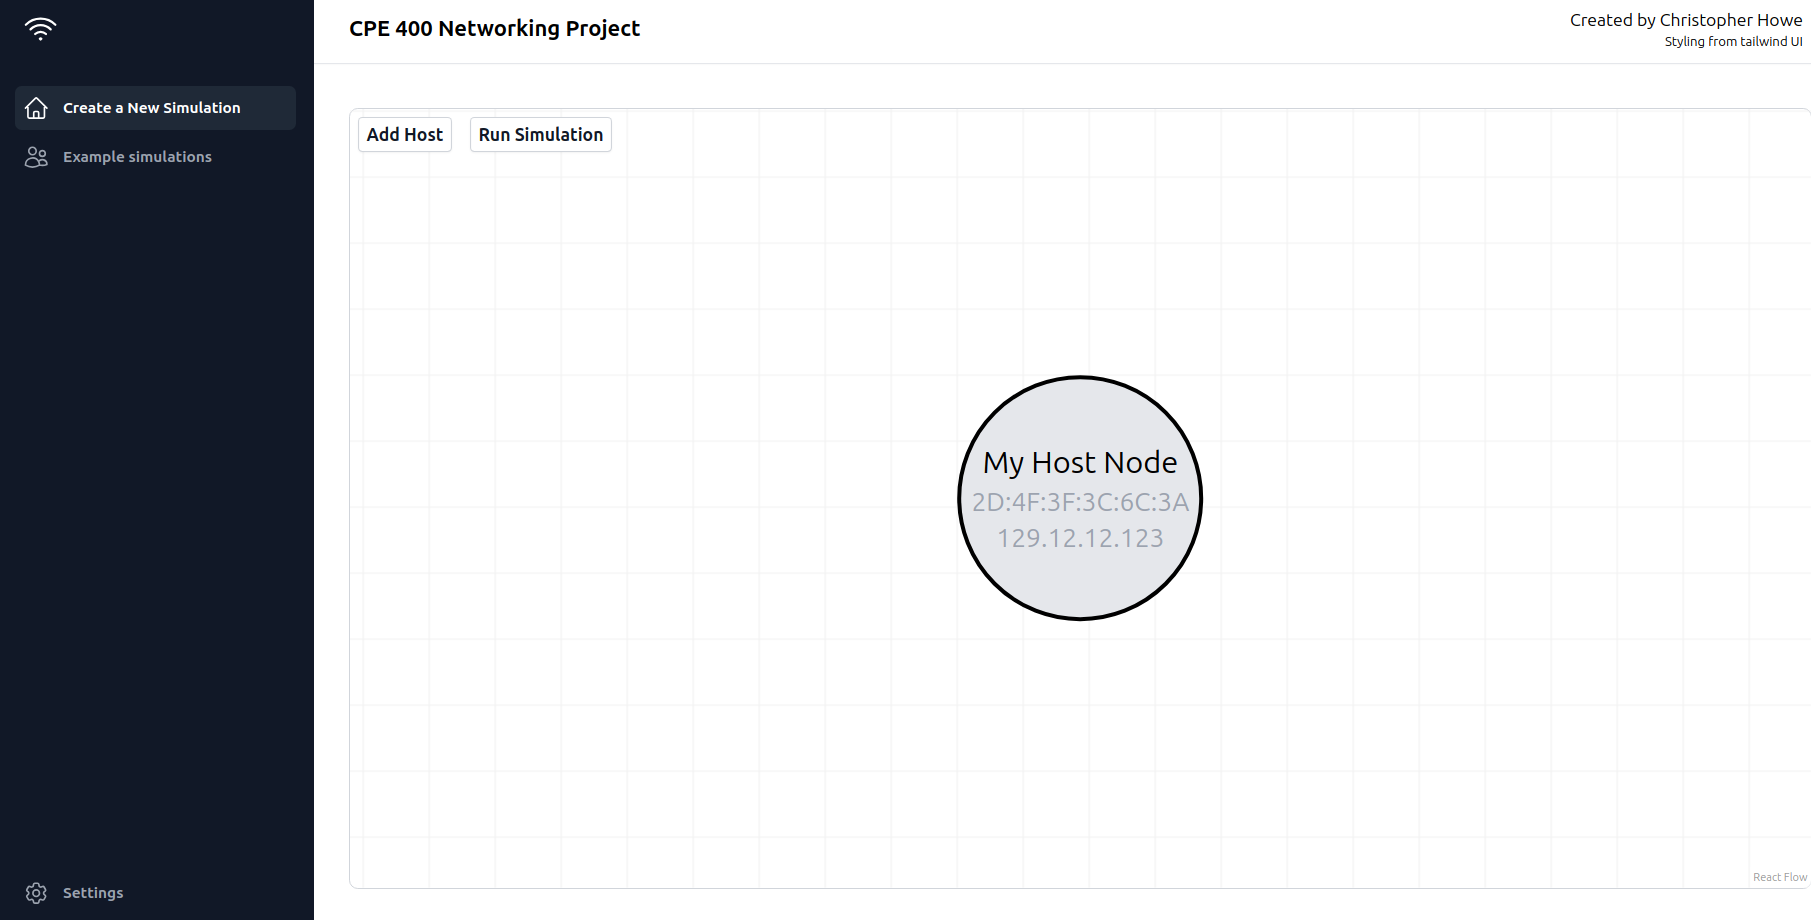 CPE 400 Networking Project
Created by Christopher Howe
Styling from tailwind UI
Create a New Simulation
Example simulations
Settings
Add Host
Run Simulation
My Host Node
2D:4F:3F:3C:6C:3A
129.12.12.123
React Flow